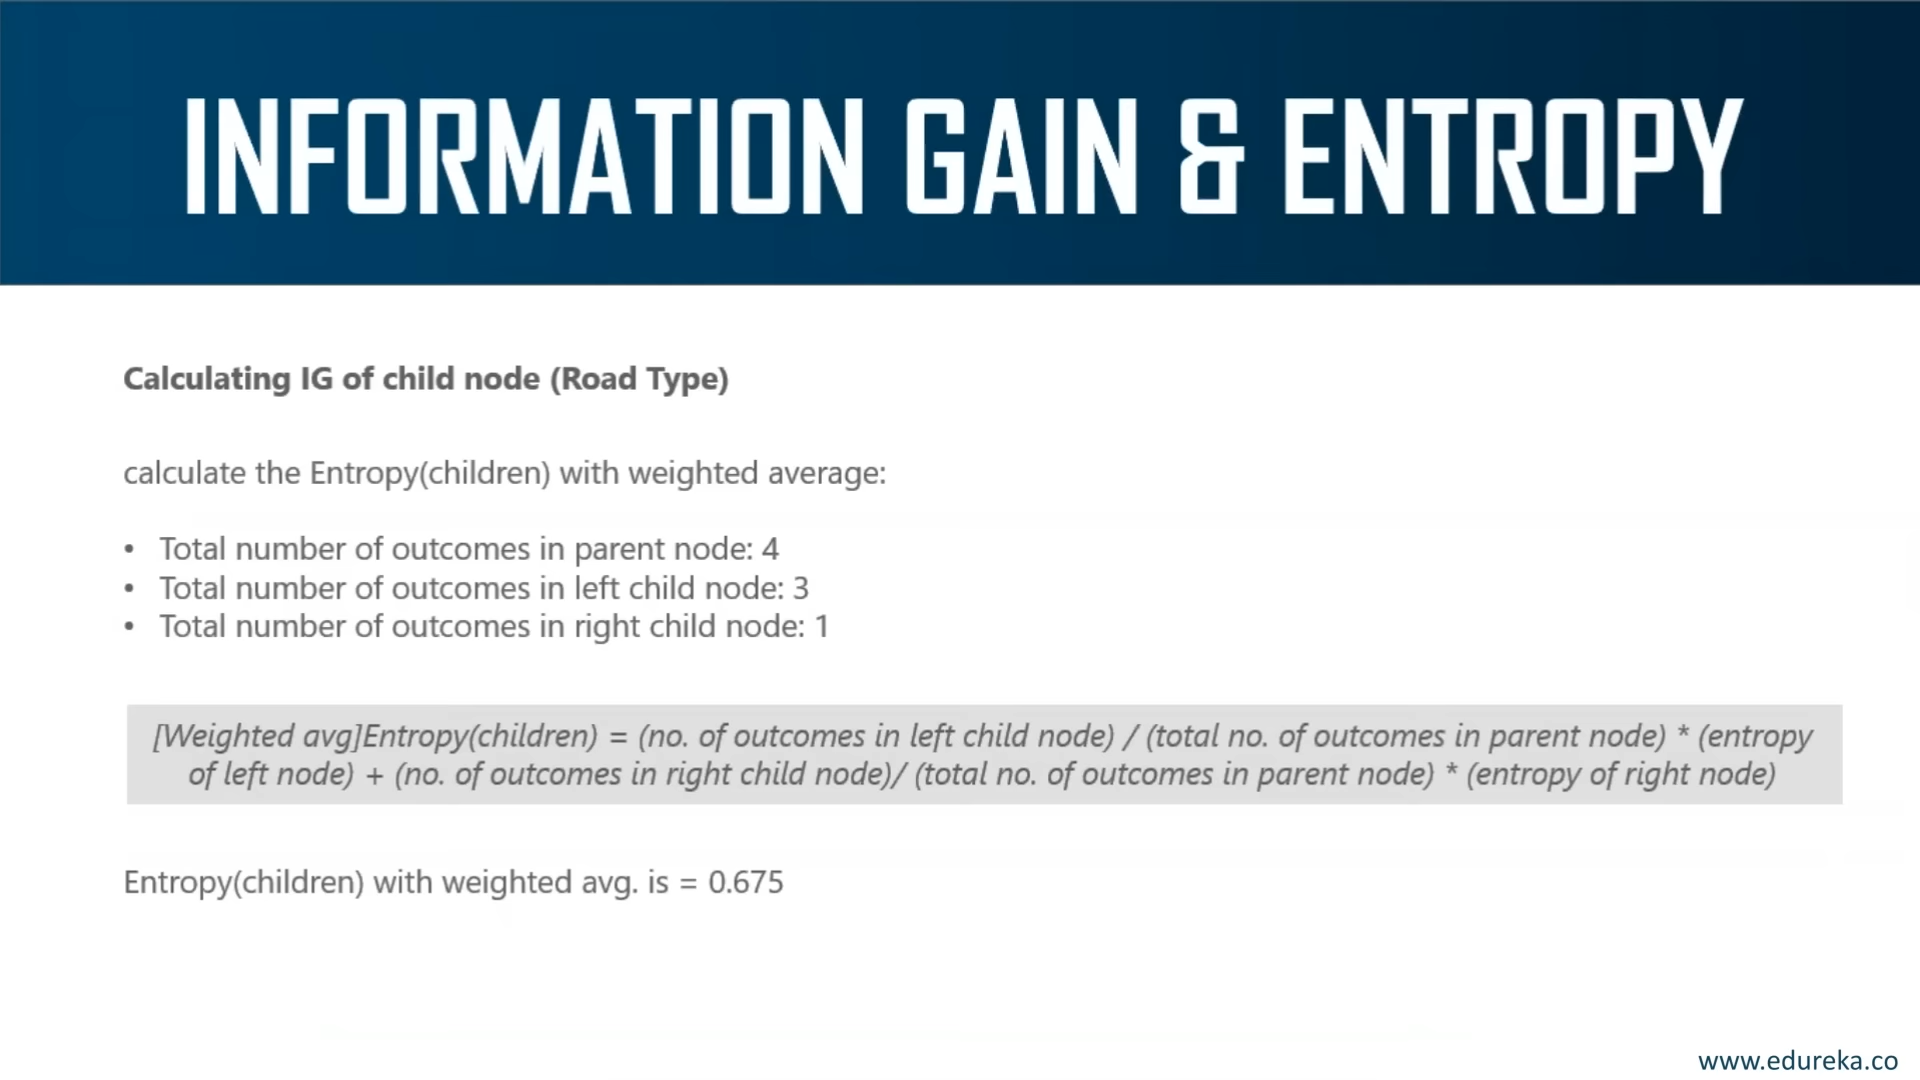 INFORMATION GAIN & ENTROPY
Calculating IG of child node (Road Type)
calculate the Entropy(children) with weighted average:
• Total number of outcomes in parent node: 4
• Total number of outcomes in left child node: 3
• Total number of outcomes in right child node: 1
[Weighted avg]Entropy(children) = (no. of outcomes in left child node) / (total no. of outcomes in parent node) * (entropy
of left node) + (no. of outcomes in right child node)/ (total no. of outcomes in parent node) * (entropy of right node)
Entropy(children) with weighted avg. is = 0.675
www.edureka.co